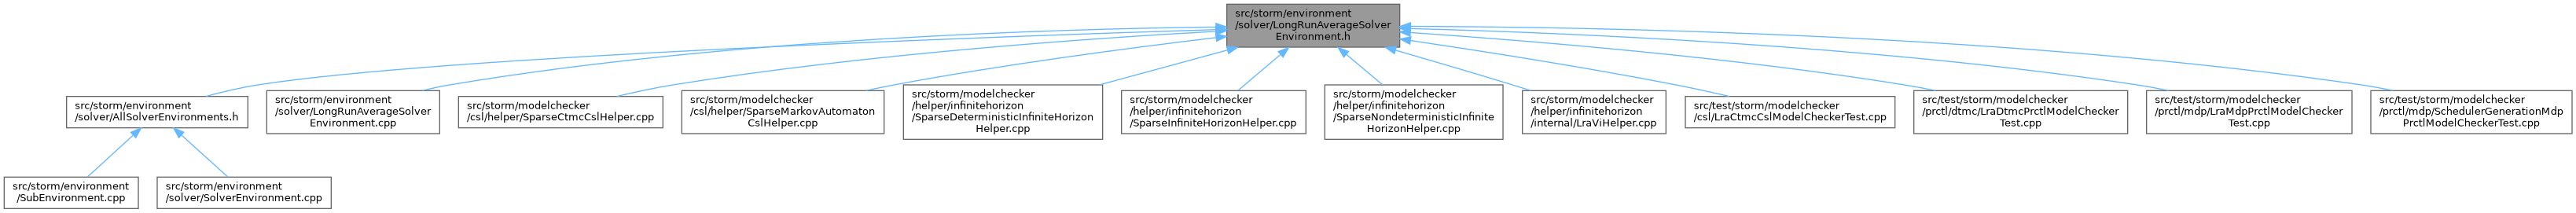 src/storm/environment
/solver/LongRunAverageSolver
Environment.h
src/storm/environment
/solver/AllSolverEnvironments.h
src/storm/environment
/solver/LongRunAverageSolver
Environment.cpp
src/storm/modelchecker
/csl/helper/SparseCtmcCslHelper.cpp
src/storm/modelchecker
/csl/helper/SparseMarkovAutomaton
CslHelper.cpp
src/storm/modelchecker
/helper/infinitehorizon
/SparseDeterministicInfiniteHorizon
Helper.cpp
src/storm/modelchecker
/helper/infinitehorizon
/SparseInfiniteHorizonHelper.cpp
src/storm/modelchecker
/helper/infinitehorizon
/SparseNondeterministicInfinite
HorizonHelper.cpp
src/storm/modelchecker
/helper/infinitehorizon
/internal/LraViHelper.cpp
src/test/storm/modelchecker
/csl/LraCtmcCslModelCheckerTest.cpp
src/test/storm/modelchecker
/prctl/dtmc/LraDtmcPrctlModelChecker
Test.cpp
src/test/storm/modelchecker
/prctl/mdp/LraMdpPrctlModelChecker
Test.cpp
src/test/storm/modelchecker
/prctl/mdp/SchedulerGenerationMdp
PrctlModelCheckerTest.cpp
src/storm/environment
/SubEnvironment.cpp
src/storm/environment
/solver/SolverEnvironment.cpp